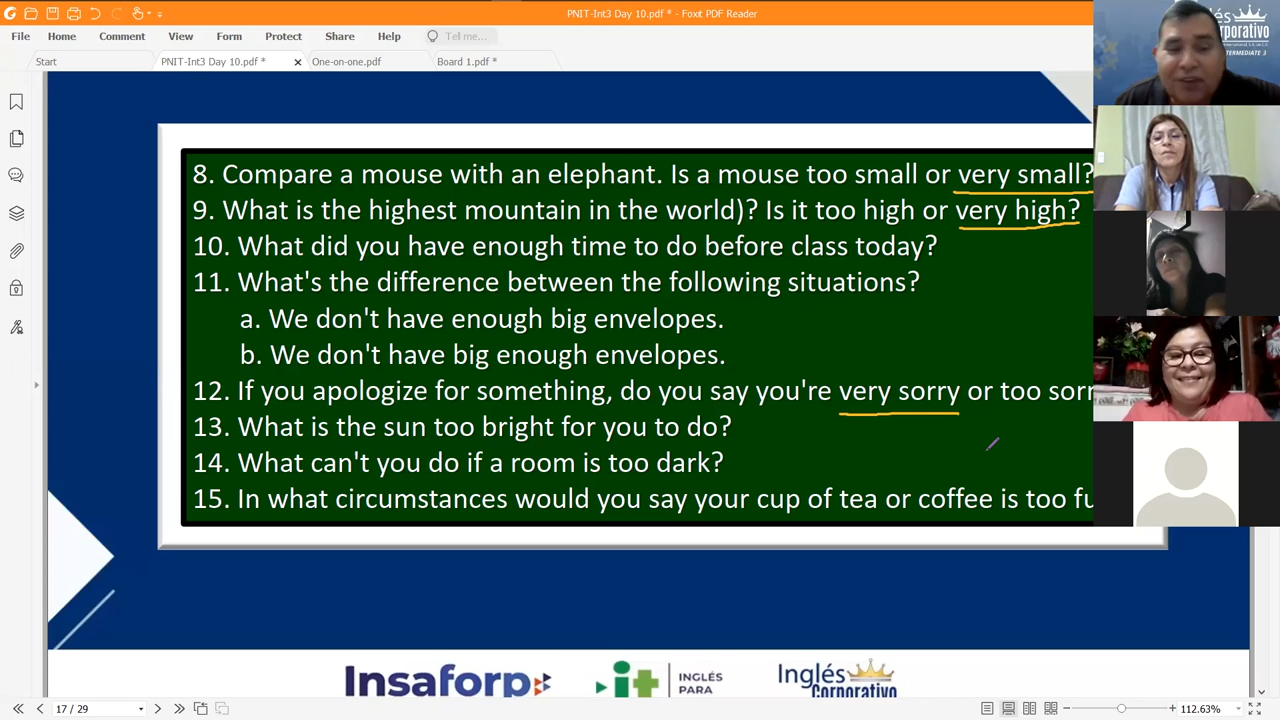 PNIT-Int3 Day 10.pdf * - Foxit PDF Reader
File Home Comment View Form Protect Share Help Tell me...
Start PNIT-Int3 Day 10.pdf * One-on-one.pdf Board 1.pdf *
Corporativo
8. Compare a mouse with an elephant. Is a mouse too small or very small?
9. What is the highest mountain in the world)? Is it too high or very high?
10. What did you have enough time to do before class today?
11. What's the difference between the following situations?
a. We don't have enough big envelopes.
b. We don't have big enough envelopes.
12. If you apologize for something, do you say you're very sorry or too sorr
13. What is the sun too bright for you to do?
14. What can't you do if a room is too dark?
15. In what circumstances would you say your cup of tea or coffee is too fu
Insaforp it INGLÉS PARA Inglés Corporativo
17 / 29 112.63%